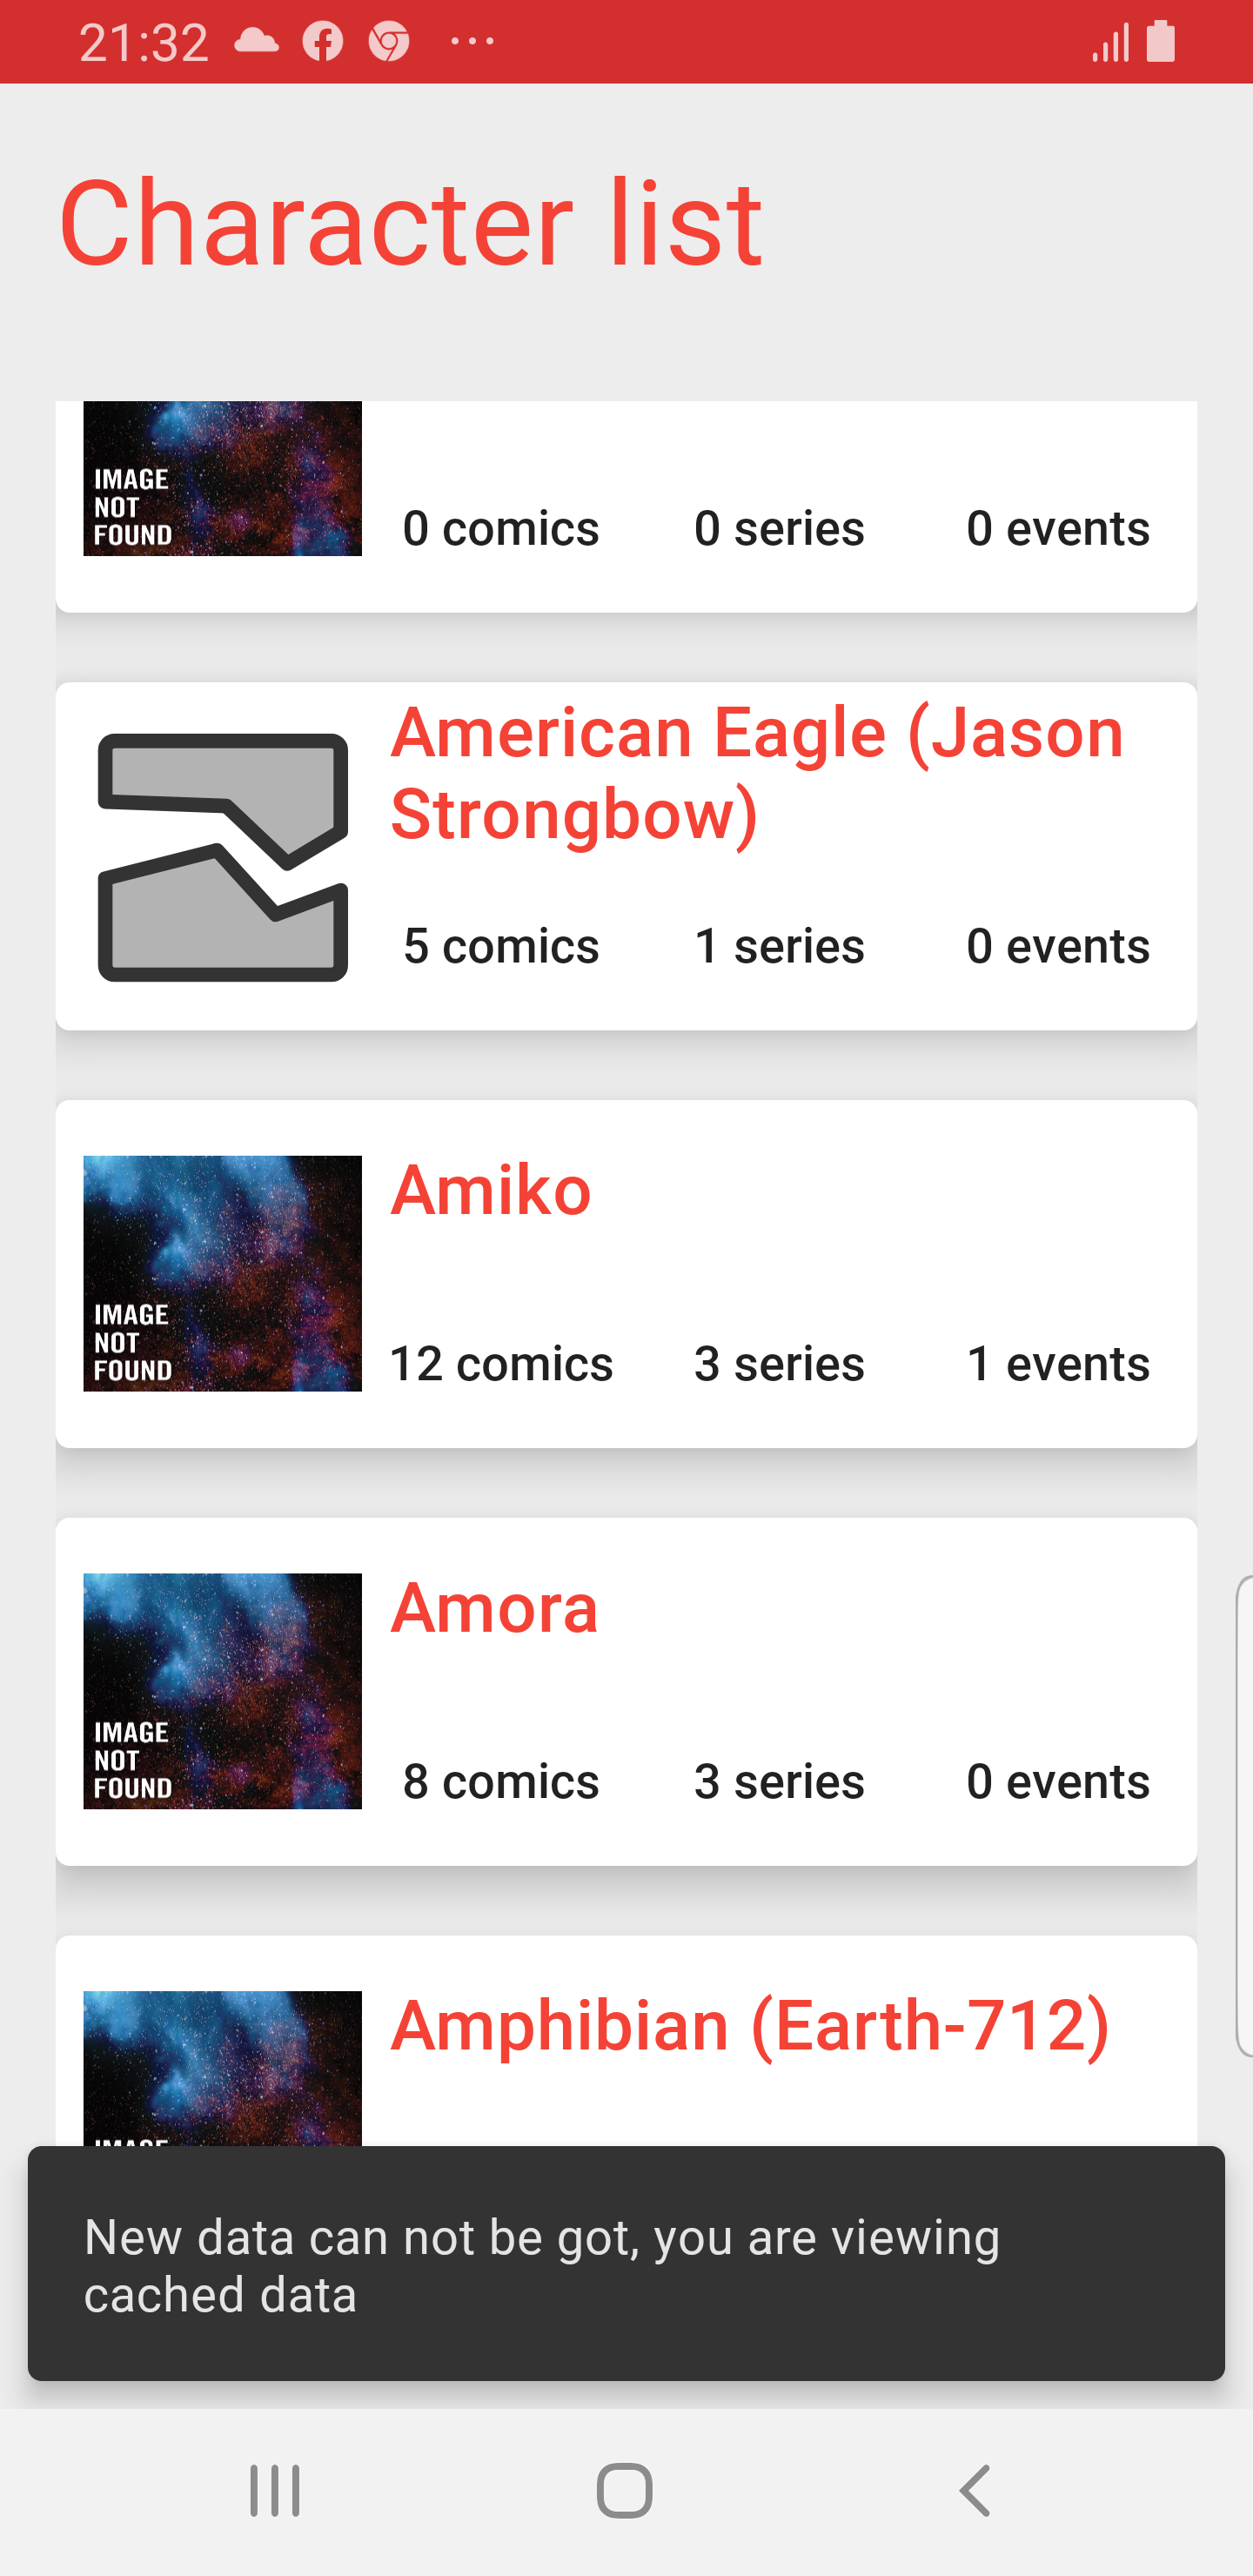 21:32
Character list
IMAGE
NOT
FOUND
0 comics 0 series 0 events
American Eagle (Jason
Strongbow)
5 comics 1 series 0 events
Amiko
IMAGE
NOT
FOUND
12 comics 3 series 1 events
Amora
IMAGE
NOT
FOUND
8 comics 3 series 0 events
Amphibian (Earth-712)
IMAGE
New data can not be got, you are viewing
cached data